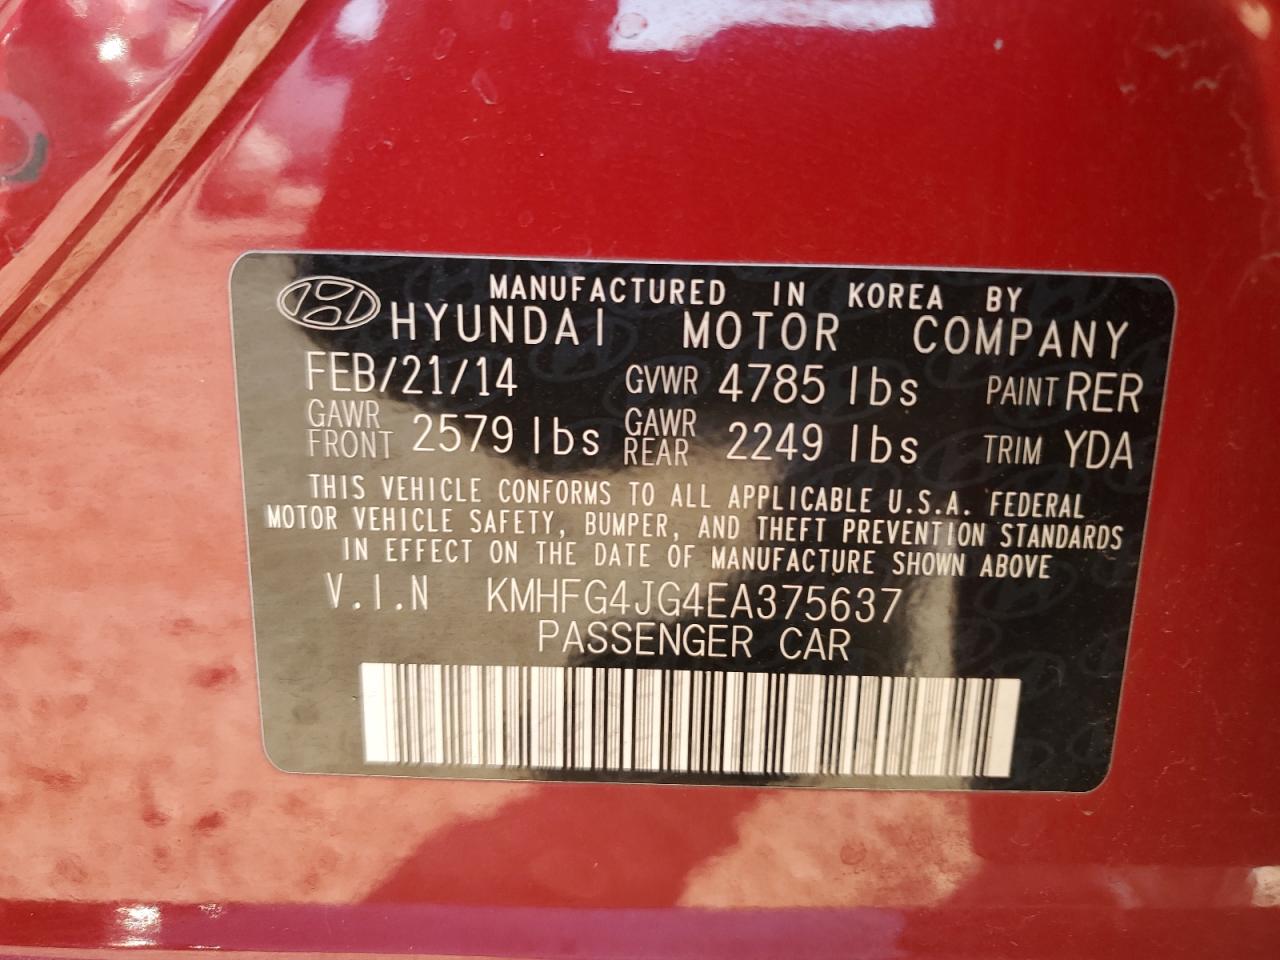 MANUFACTURED IN KOREA BY
HYUNDAI MOTOR COMPANY
FEB/21/14 GVWR 4785 lbs PAINT RER
GAWR FRONT 2579 lbs GAWR REAR 2249 lbs TRIM YDA
THIS VEHICLE CONFORMS TO ALL APPLICABLE U.S.A. FEDERAL
MOTOR VEHICLE SAFETY, BUMPER, AND THEFT PREVENTION STANDARDS
IN EFFECT ON THE DATE OF MANUFACTURE SHOWN ABOVE
V.I.N KMHFG4JG4EA375637
PASSENGER CAR